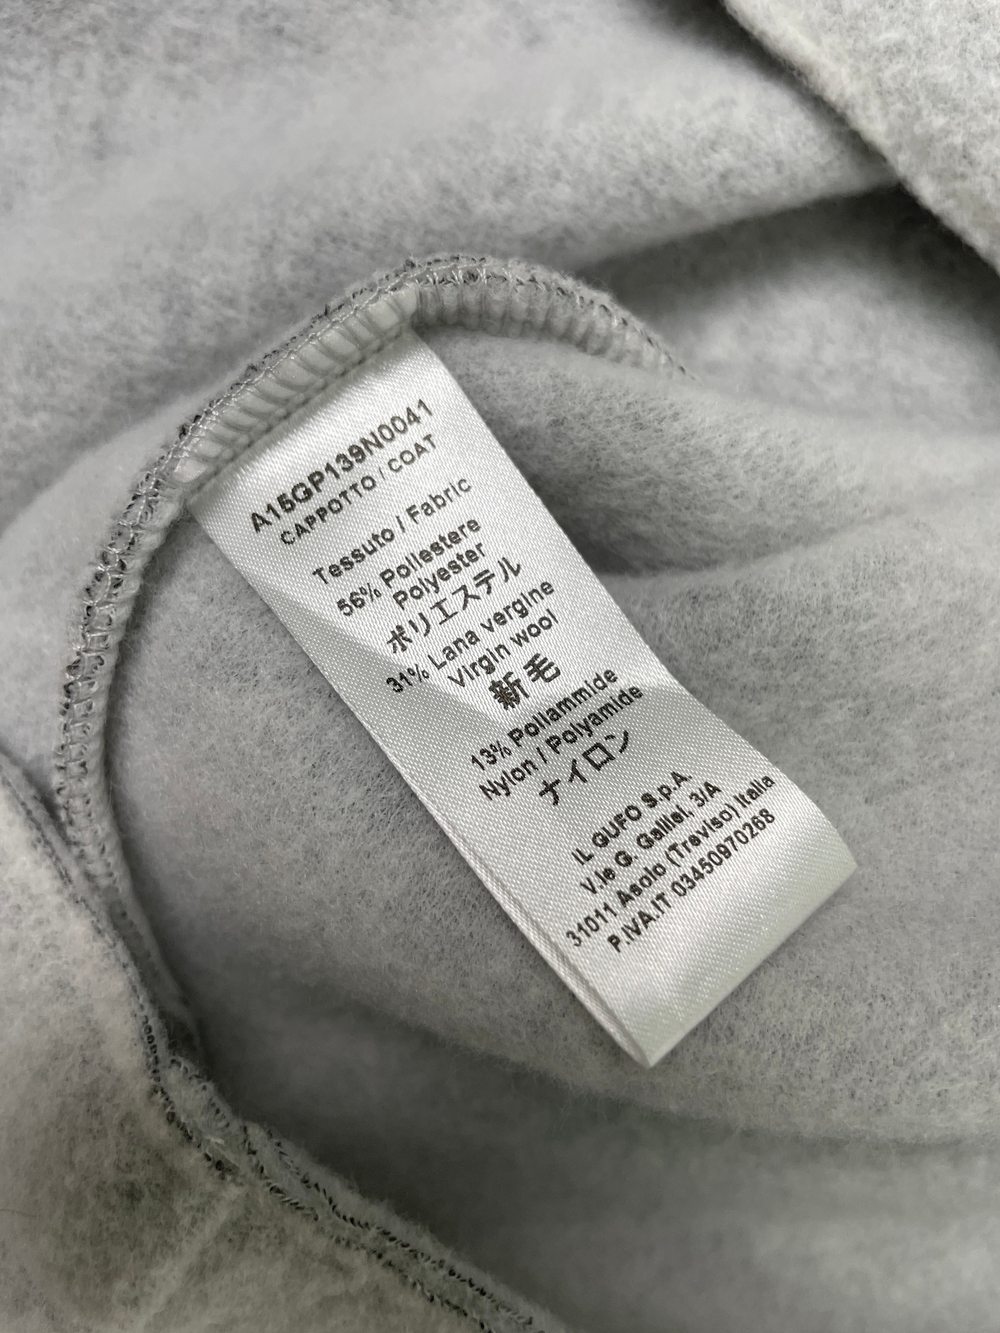 A15GP139N0041
CAPPOTTO / COAT
Tessuto / Fabric
56% Poliestere
Polyester
ポリエステル
31% Lana vergine
Virgin wool
新毛
13% Poliammide
Nylon / Polyamide
ナイロン
IL GUFO S.p.A.
V.le G. Galilei, 3/A
31011 Asolo (Treviso) Italia
P.IVA.IT 03450970268